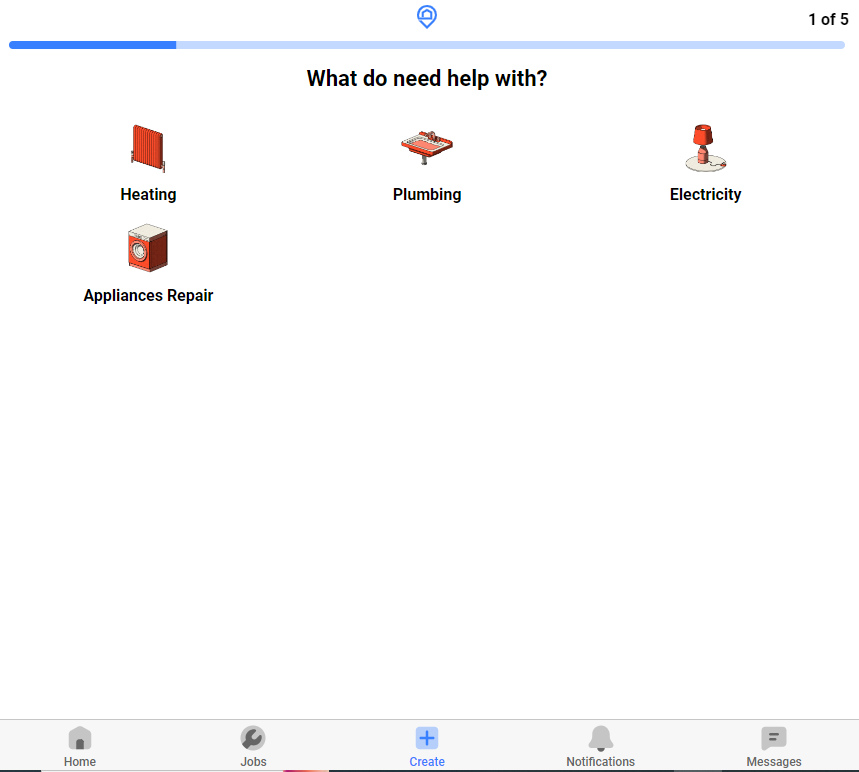 1 of 5
What do need help with?
Heating
Plumbing
Electricity
Appliances Repair
Home
Jobs
Create
Notifications
Messages